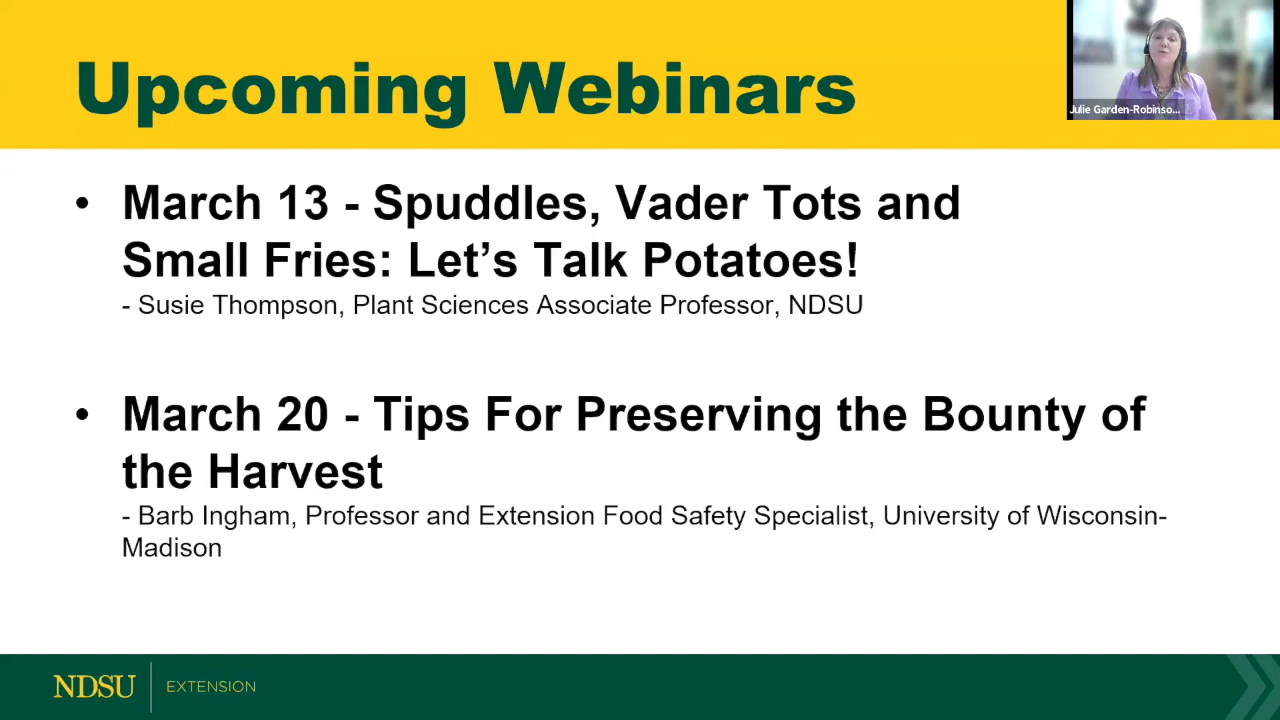 Upcoming Webinars
Julie Garden-Robinso...
• March 13 - Spuddles, Vader Tots and
Small Fries: Let’s Talk Potatoes!
- Susie Thompson, Plant Sciences Associate Professor, NDSU
• March 20 - Tips For Preserving the Bounty of
the Harvest
- Barb Ingham, Professor and Extension Food Safety Specialist, University of Wisconsin-
Madison
NDSU EXTENSION